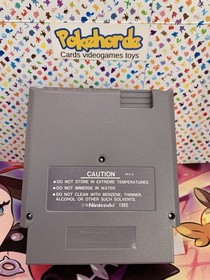 Pokehorde
Cards videogames toys
CAUTION
● DO NOT STORE IN EXTREME TEMPERATURES.
● DO NOT IMMERSE IN WATER.
● DO NOT CLEAN WITH BENZENE, THINNER,
ALCOHOL OR OTHER SUCH SOLVENTS.
©Nintendo 1985